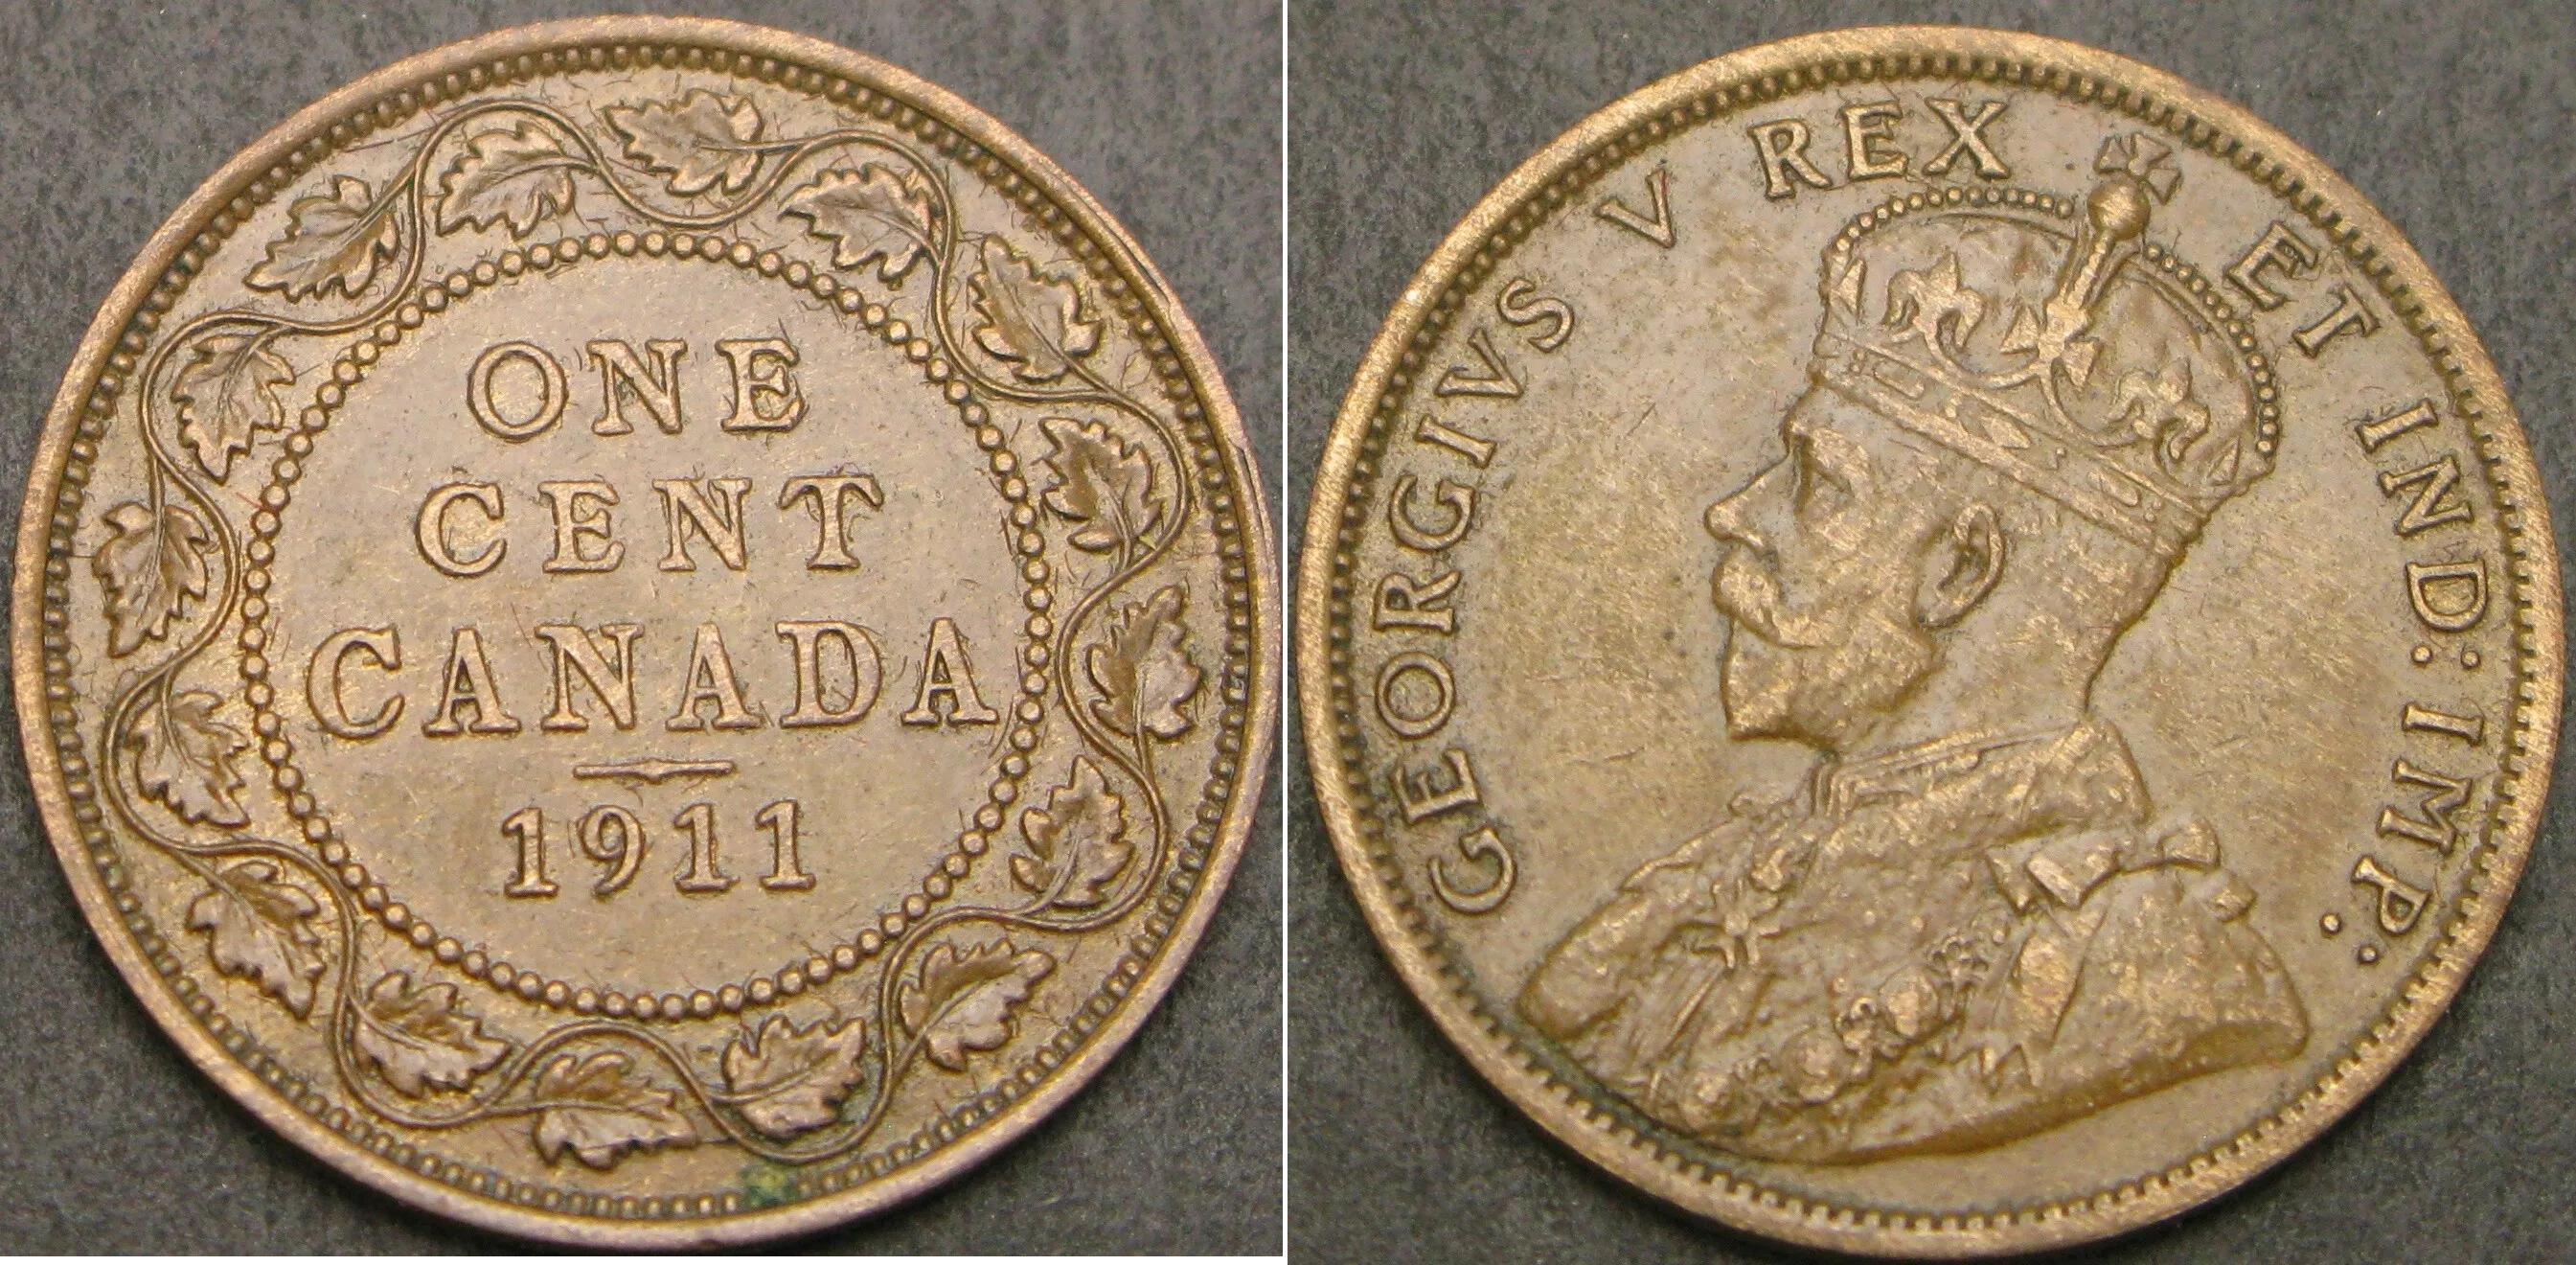 ONE
CENT
CANADA
1911
GEORGIVS V REX ET IND: IMP: